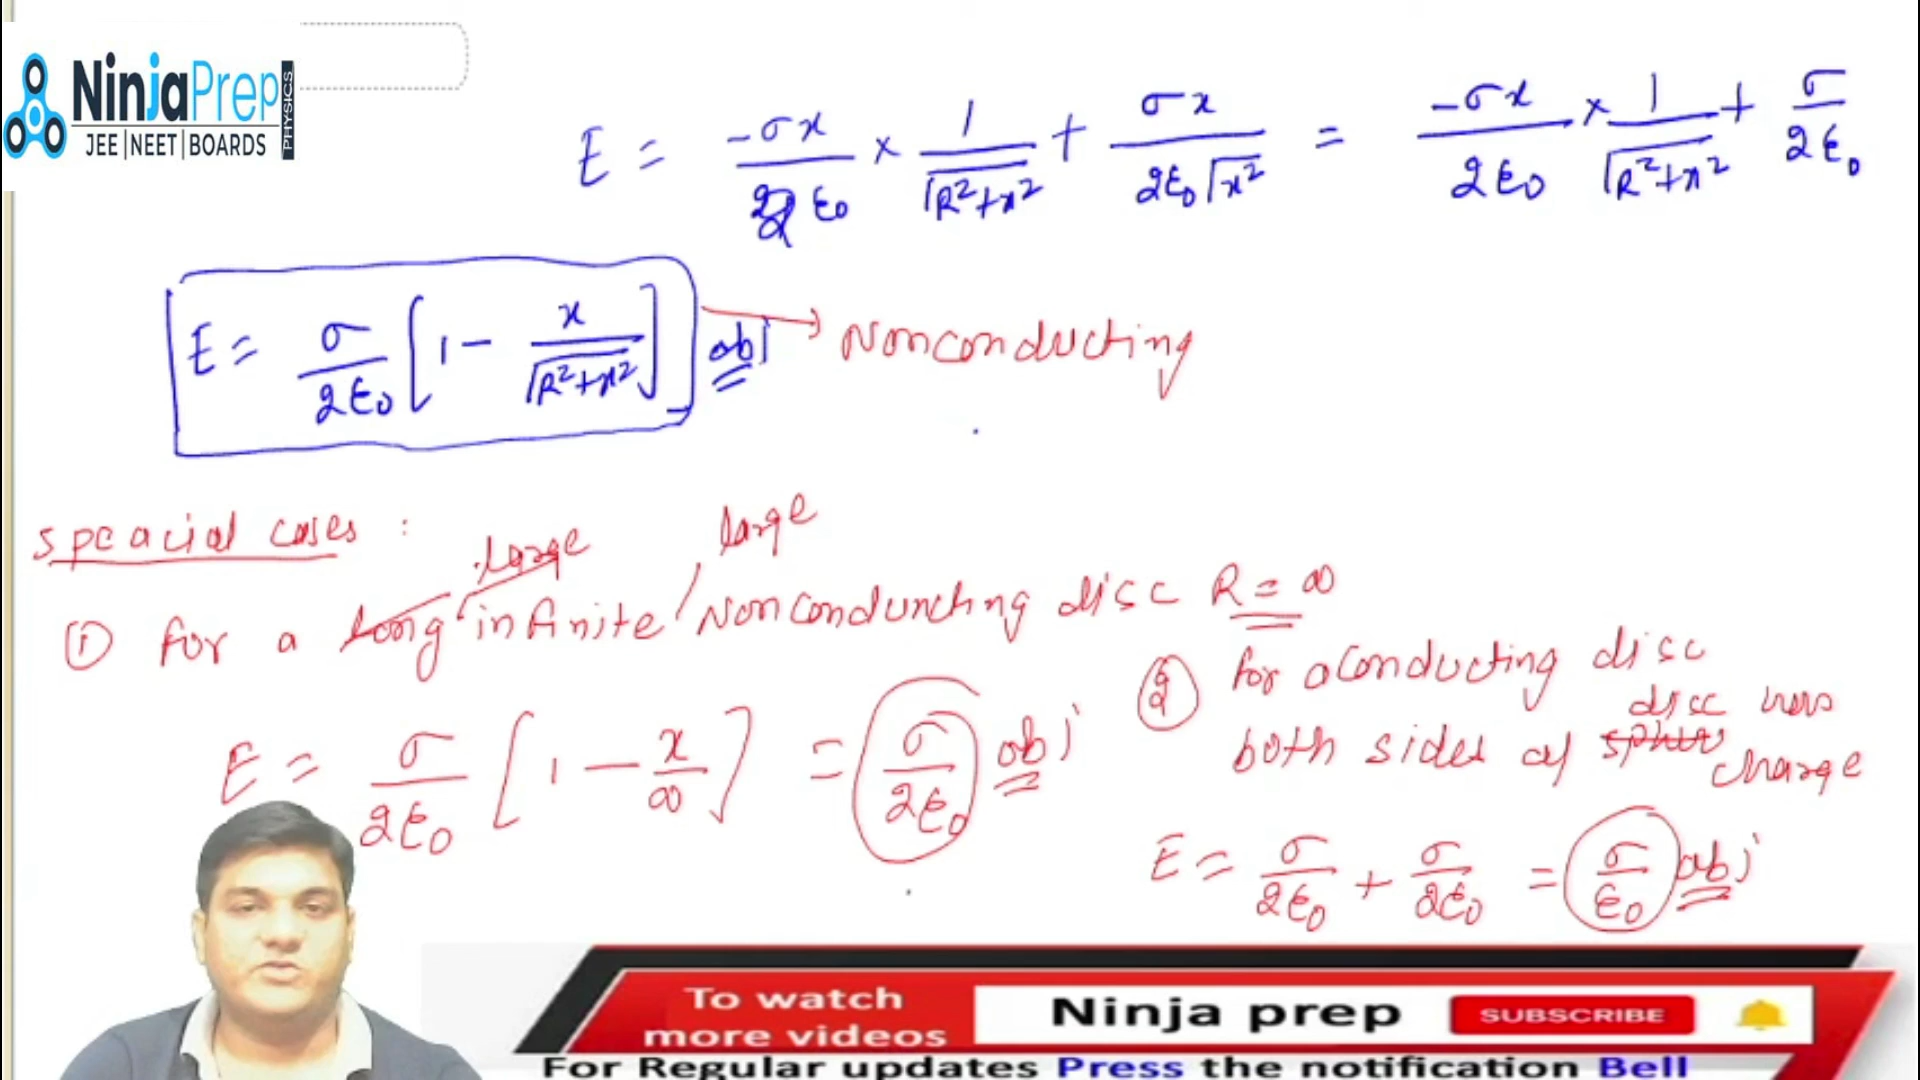 NinjaPrep
PHYSICS
JEE|NEET|BOARDS
E = -σx/2ε₀ × 1/√R²+x² + σx/2ε₀√x² = -σx/2ε₀ × 1/√R²+x² + σ/2ε₀
E = σ/2ε₀ [1 - x/√R²+x²] obj → Nonconducting
speacial cases :
large large
① for a long infinite / Nonconduncting disc R = ∞
E = σ/2ε₀ [1 - x/∞] = σ/2ε₀ obj
② for a conducting disc
disc has
both sides of charge
E = σ/2ε₀ + σ/2ε₀ = σ/ε₀ obj
To watch
more videos
Ninja prep
SUBSCRIBE
For Regular updates Press the notification Bell